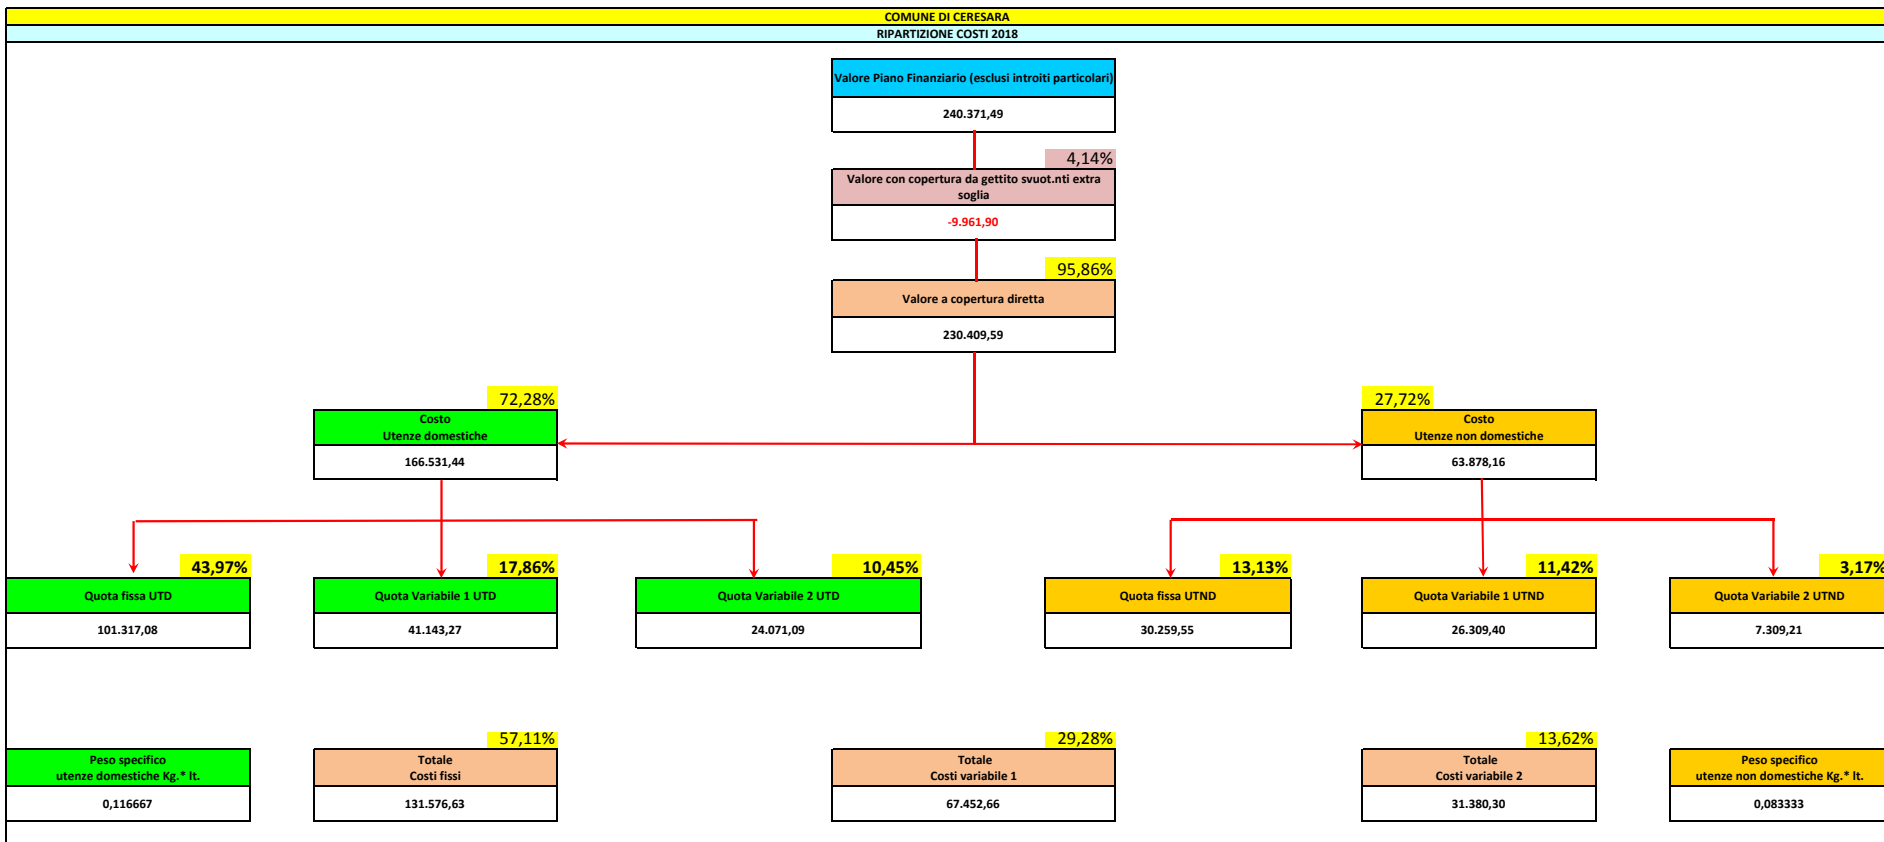 COMUNE DI CERESARA
RIPARTIZIONE COSTI 2018
Valore Piano Finanziario (esclusi introiti particolari)
240.371,49
4,14%
Valore con copertura da gettito svuot.nti extra
soglia
-9.961,90
95,86%
Valore a copertura diretta
230.409,59
72,28%
27,72%
Costo
Utenze domestiche
Costo
Utenze non domestiche
166.531,44
63.878,16
43,97%
17,86%
10,45%
13,13%
11,42%
3,17%
Quota fissa UTD
Quota Variabile 1 UTD
Quota Variabile 2 UTD
Quota fissa UTND
Quota Variabile 1 UTND
Quota Variabile 2 UTND
101.317,08
41.143,27
24.071,09
30.259,55
26.309,40
7.309,21
57,11%
29,28%
13,62%
Peso specifico
utenze domestiche Kg.* lt.
Totale
Costi fissi
Totale
Costi variabile 1
Totale
Costi variabile 2
Peso specifico
utenze non domestiche Kg.* lt.
0,116667
131.576,63
67.452,66
31.380,30
0,083333